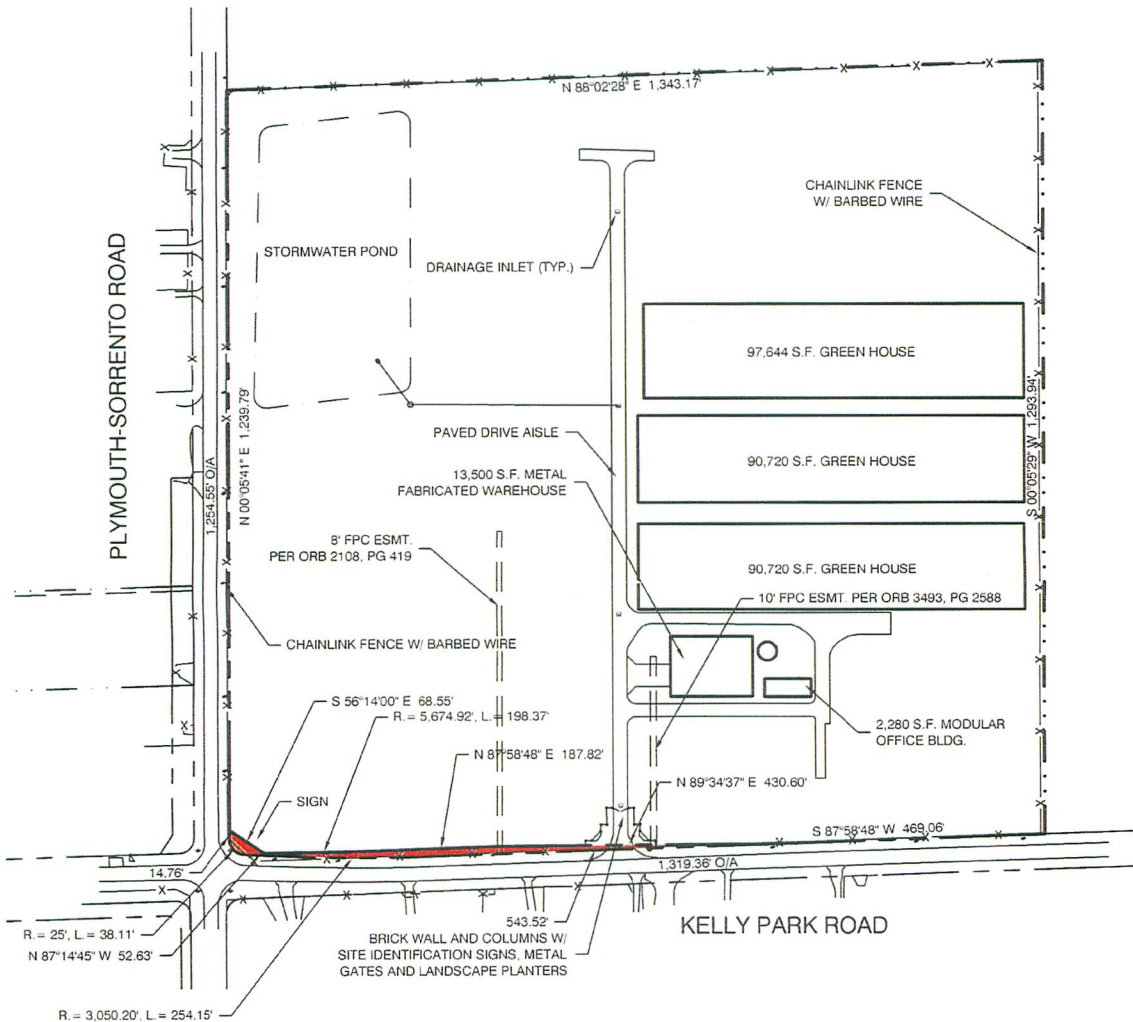 N 88°02'28" E 1,343.17'
CHAINLINK FENCE
W/ BARBED WIRE
PLYMOUTH-SORRENTO ROAD
STORMWATER POND
DRAINAGE INLET (TYP.)
97,644 S.F. GREEN HOUSE
N 00°05'41" E 1,239.79'
1,254.55' O/A
S 00°05'29" W 1,293.94'
PAVED DRIVE AISLE
90,720 S.F. GREEN HOUSE
13,500 S.F. METAL
FABRICATED WAREHOUSE
8' FPC ESMT.
PER ORB 2108, PG 419
90,720 S.F. GREEN HOUSE
10' FPC ESMT. PER ORB 3493, PG 2588
CHAINLINK FENCE W/ BARBED WIRE
S 56°14'00" E 68.55'
R. = 5,674.92', L. = 198.37'
2,280 S.F. MODULAR
OFFICE BLDG.
N 87°58'48" E 187.82'
N 89°34'37" E 430.60'
SIGN
S 87°58'48" W 469.06'
14.76'
1,319.36' O/A
543.52'
KELLY PARK ROAD
R. = 25', L. = 38.11'
N 87°14'45" W 52.63'
BRICK WALL AND COLUMNS W/
SITE IDENTIFICATION SIGNS, METAL
GATES AND LANDSCAPE PLANTERS
R. = 3,050.20', L. = 254.15'